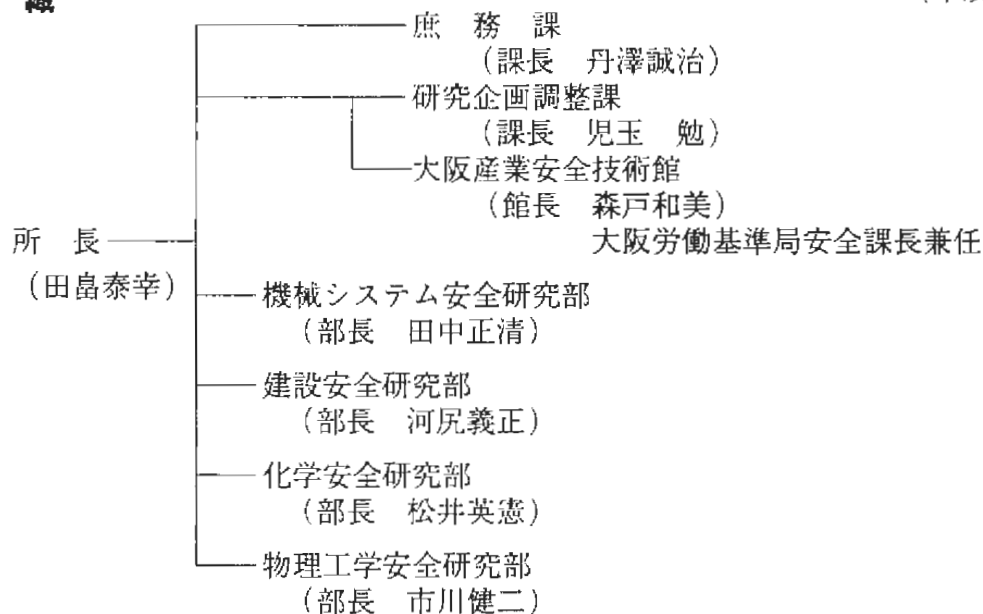 織
庶　務　課
（課長　丹澤誠治）
研究企画調整課
（課長　児玉　勉）
大阪産業安全技術館
（館長　森戸和美）
大阪労働基準局安全課長兼任
所　長
（田畠泰幸）
機械システム安全研究部
（部長　田中正清）
建設安全研究部
（部長　河尻義正）
化学安全研究部
（部長　松井英憲）
物理工学安全研究部
（部長　市川健二）